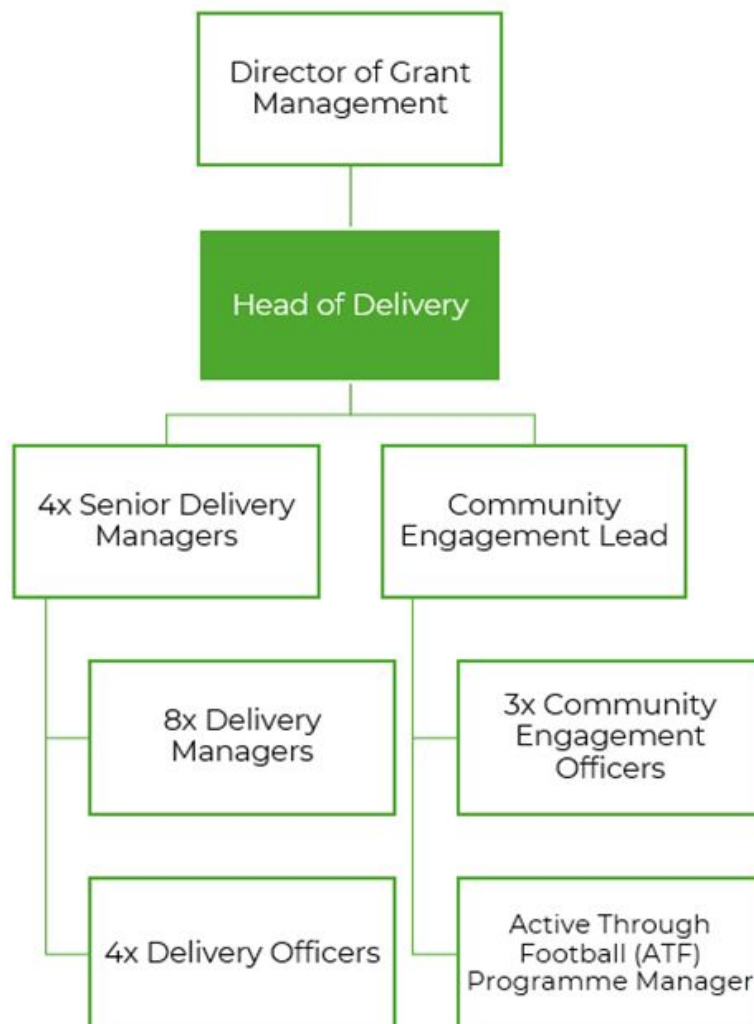 Director of Grant
Management
Head of Delivery
4x Senior Delivery
Managers
Community
Engagement Lead
8x Delivery
Managers
3x Community
Engagement
Officers
4x Delivery Officers
Active Through
Football (ATF)
Programme Manager